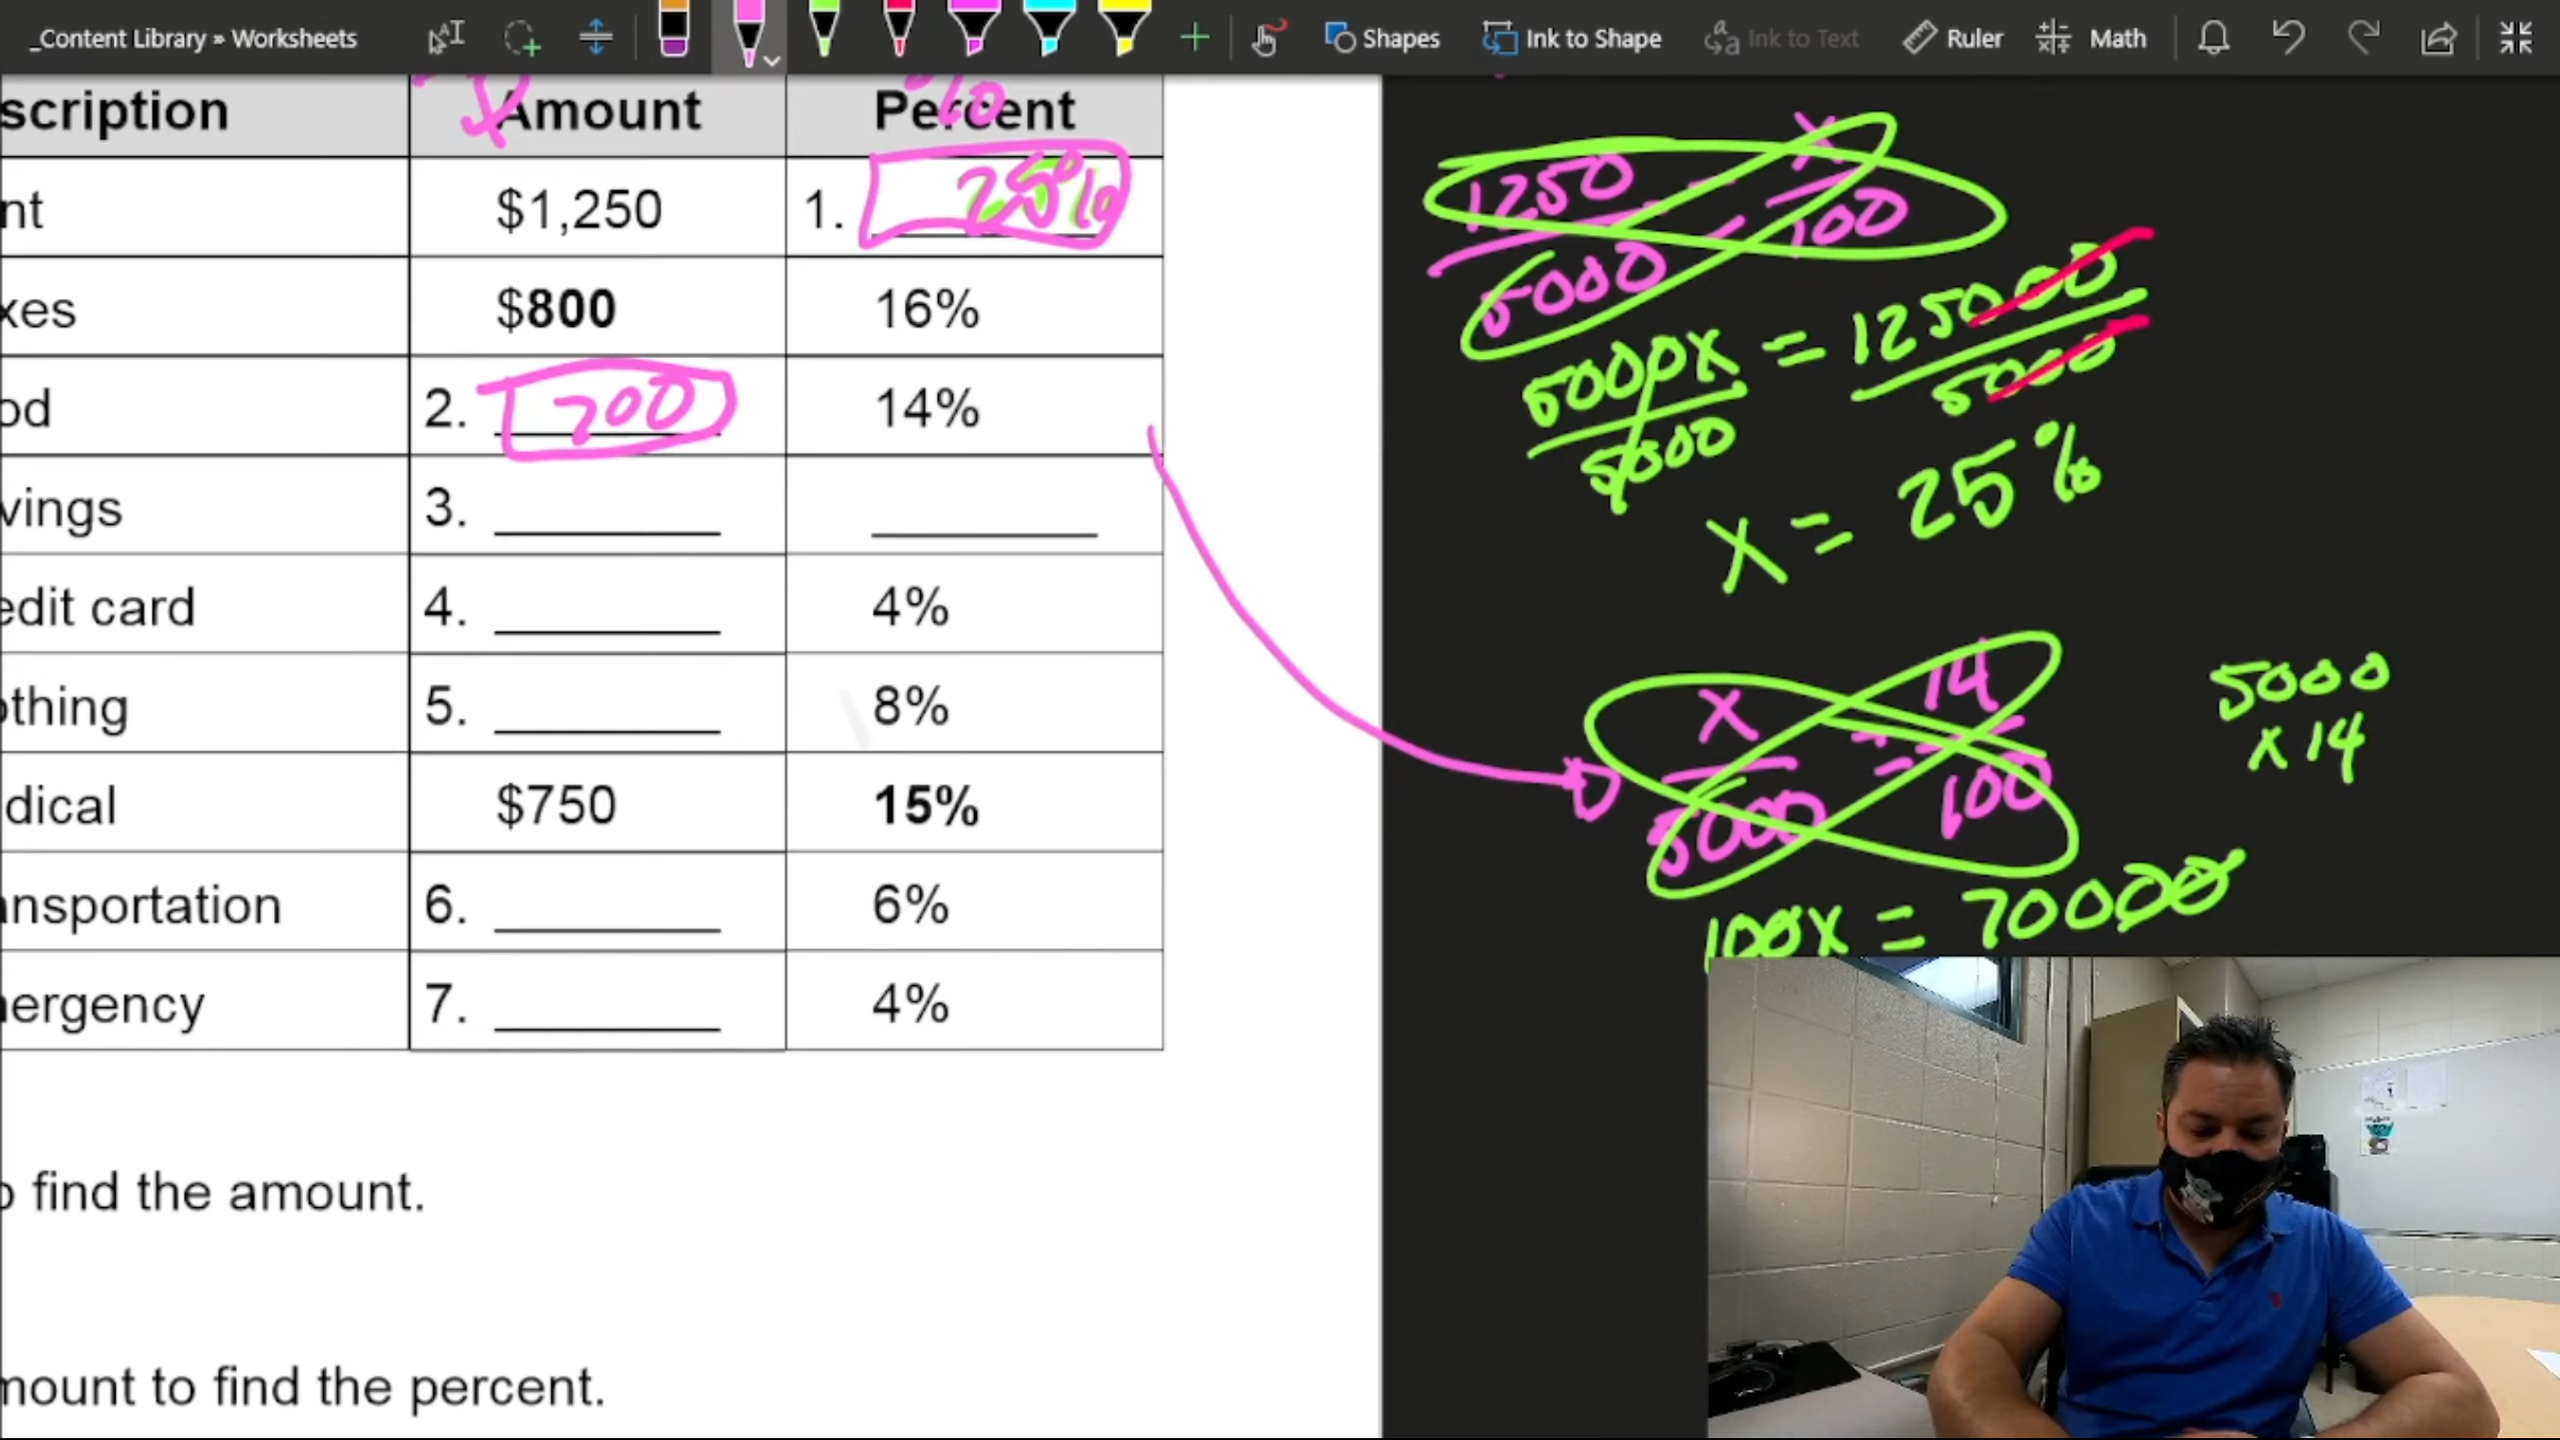 _Content Library » Worksheets
Shapes
Ink to Shape
Ink to Text
Ruler
Math
scription Amount Percent
nt $1,250 1. 25%
xes $800 16%
od 2. 700 14%
vings 3.
edit card 4. 4%
othing 5. 8%
dical $750 15%
ansportation 6. 6%
nergency 7. 4%
find the amount.
mount to find the percent.
%
1250 = x
5000 100
5000x = 125000
5000 5000
x = 25%
x = 14
5000 100
5000
x 14
100x = 70000